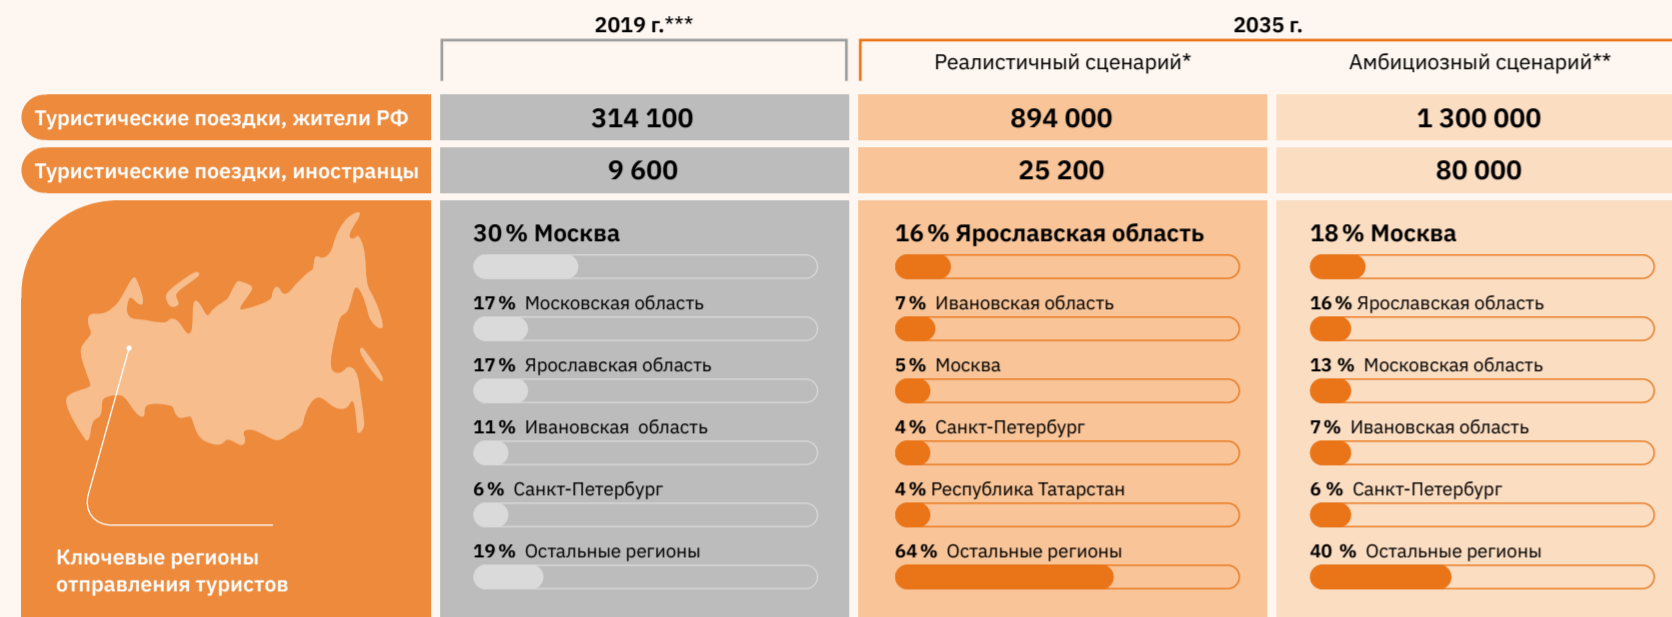 2019 г.***
2035 г.
Реалистичный сценарий*
Амбициозный сценарий**
Туристические поездки, жители РФ
314 100
894 000
1 300 000
Туристические поездки, иностранцы
9 600
25 200
80 000
Ключевые регионы
отправления туристов
30 % Москва
17 % Московская область
17 % Ярославская область
11 % Ивановская область
6 % Санкт-Петербург
19 % Остальные регионы
16 % Ярославская область
7 % Ивановская область
5 % Москва
4 % Санкт-Петербург
4 % Республика Татарстан
64 % Остальные регионы
18 % Москва
16 % Ярославская область
13 % Московская область
7 % Ивановская область
6 % Санкт-Петербург
40 % Остальные регионы